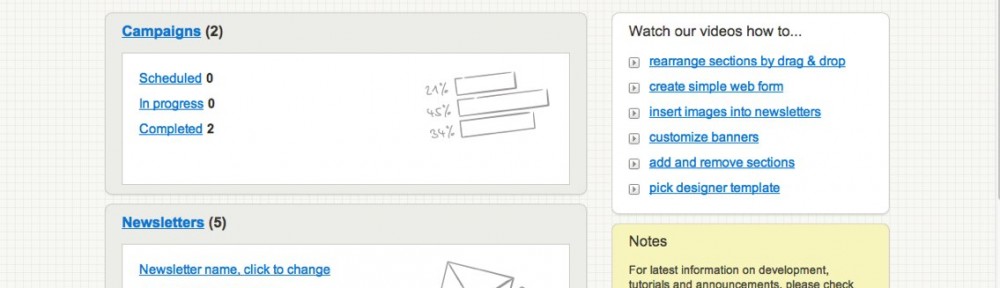 Campaigns (2)
Scheduled 0
In progress 0
Completed 2
21%
45%
34%
Newsletters (5)
Newsletter name, click to change
Watch our videos how to...
rearrange sections by drag & drop
create simple web form
insert images into newsletters
customize banners
add and remove sections
pick designer template
Notes
For latest information on development,
tutorials and announcements, please check